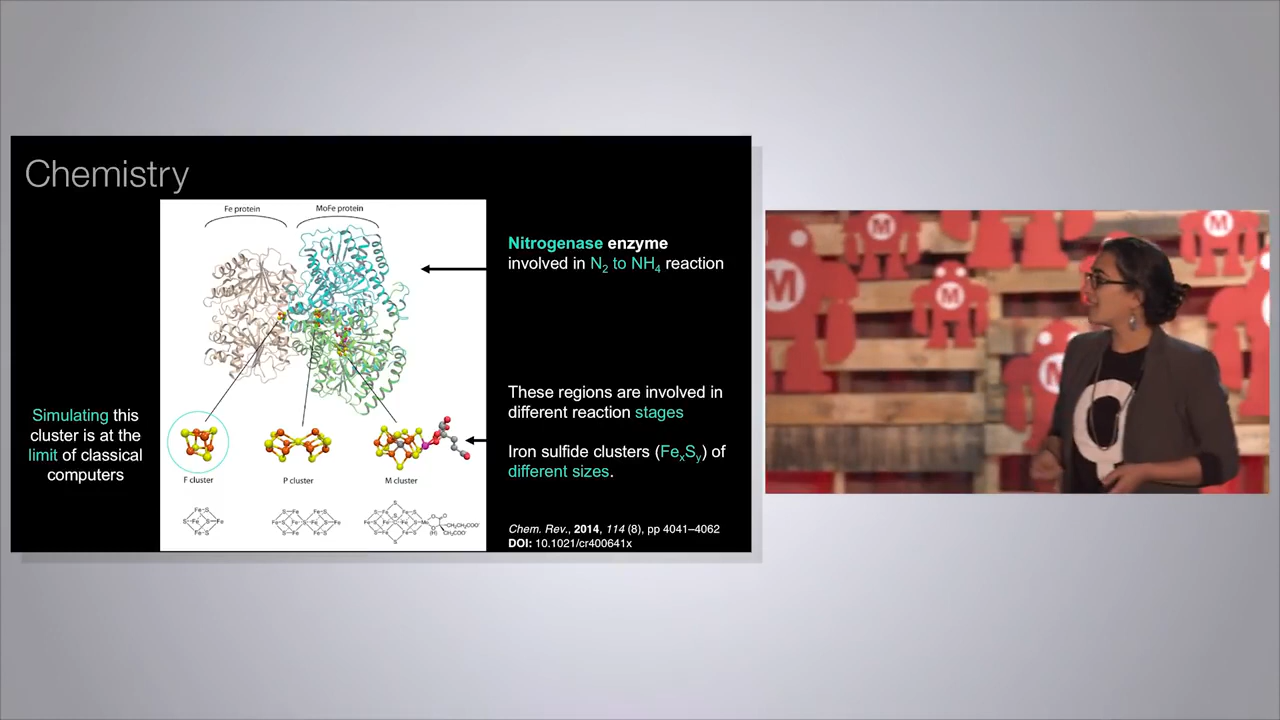 Chemistry
Fe protein
MoFe protein
Nitrogenase enzyme
involved in N₂ to NH₄ reaction
These regions are involved in
different reaction stages
Simulating this
cluster is at the
limit of classical
computers
Iron sulfide clusters (FeₓSᵧ) of
different sizes.
F cluster
P cluster
M cluster
Chem. Rev., 2014, 114 (8), pp 4041–4062
DOI: 10.1021/cr400641x
M
M
M
M
M